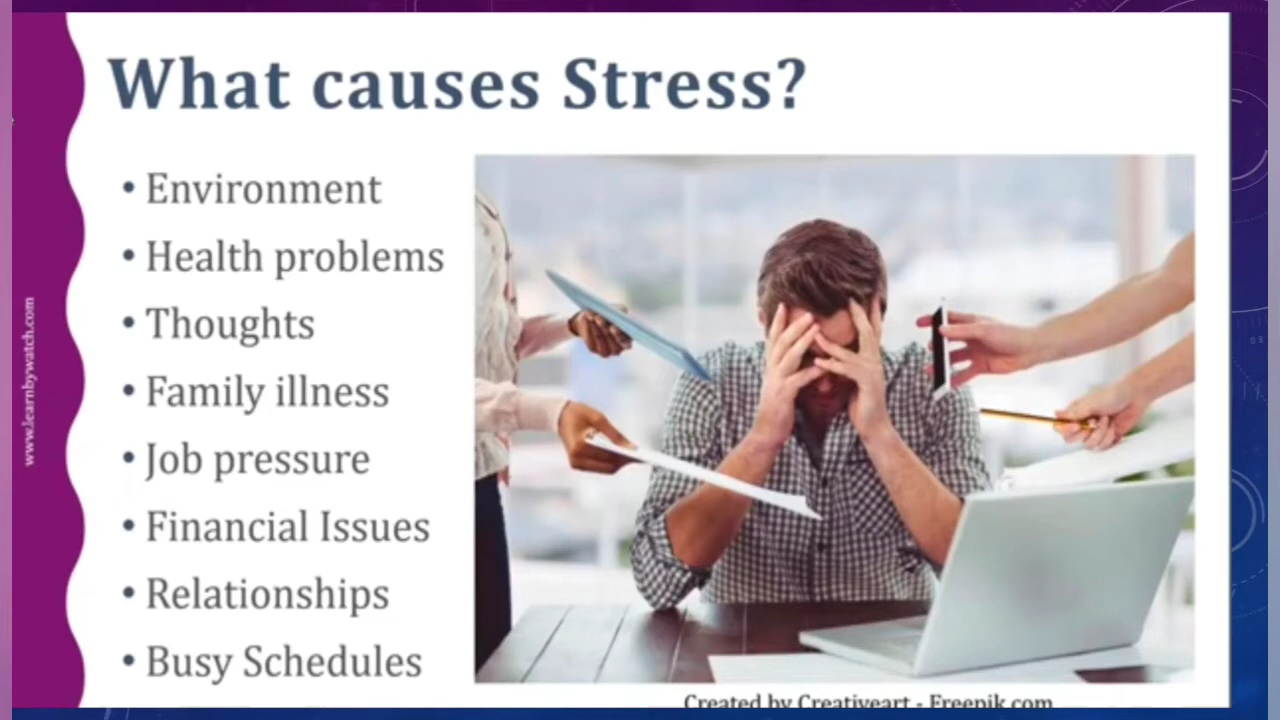 What causes Stress?
• Environment
• Health problems
• Thoughts
• Family illness
• Job pressure
• Financial Issues
• Relationships
• Busy Schedules
Created by Creativeart - Freepik.com
www.learnbywatch.com